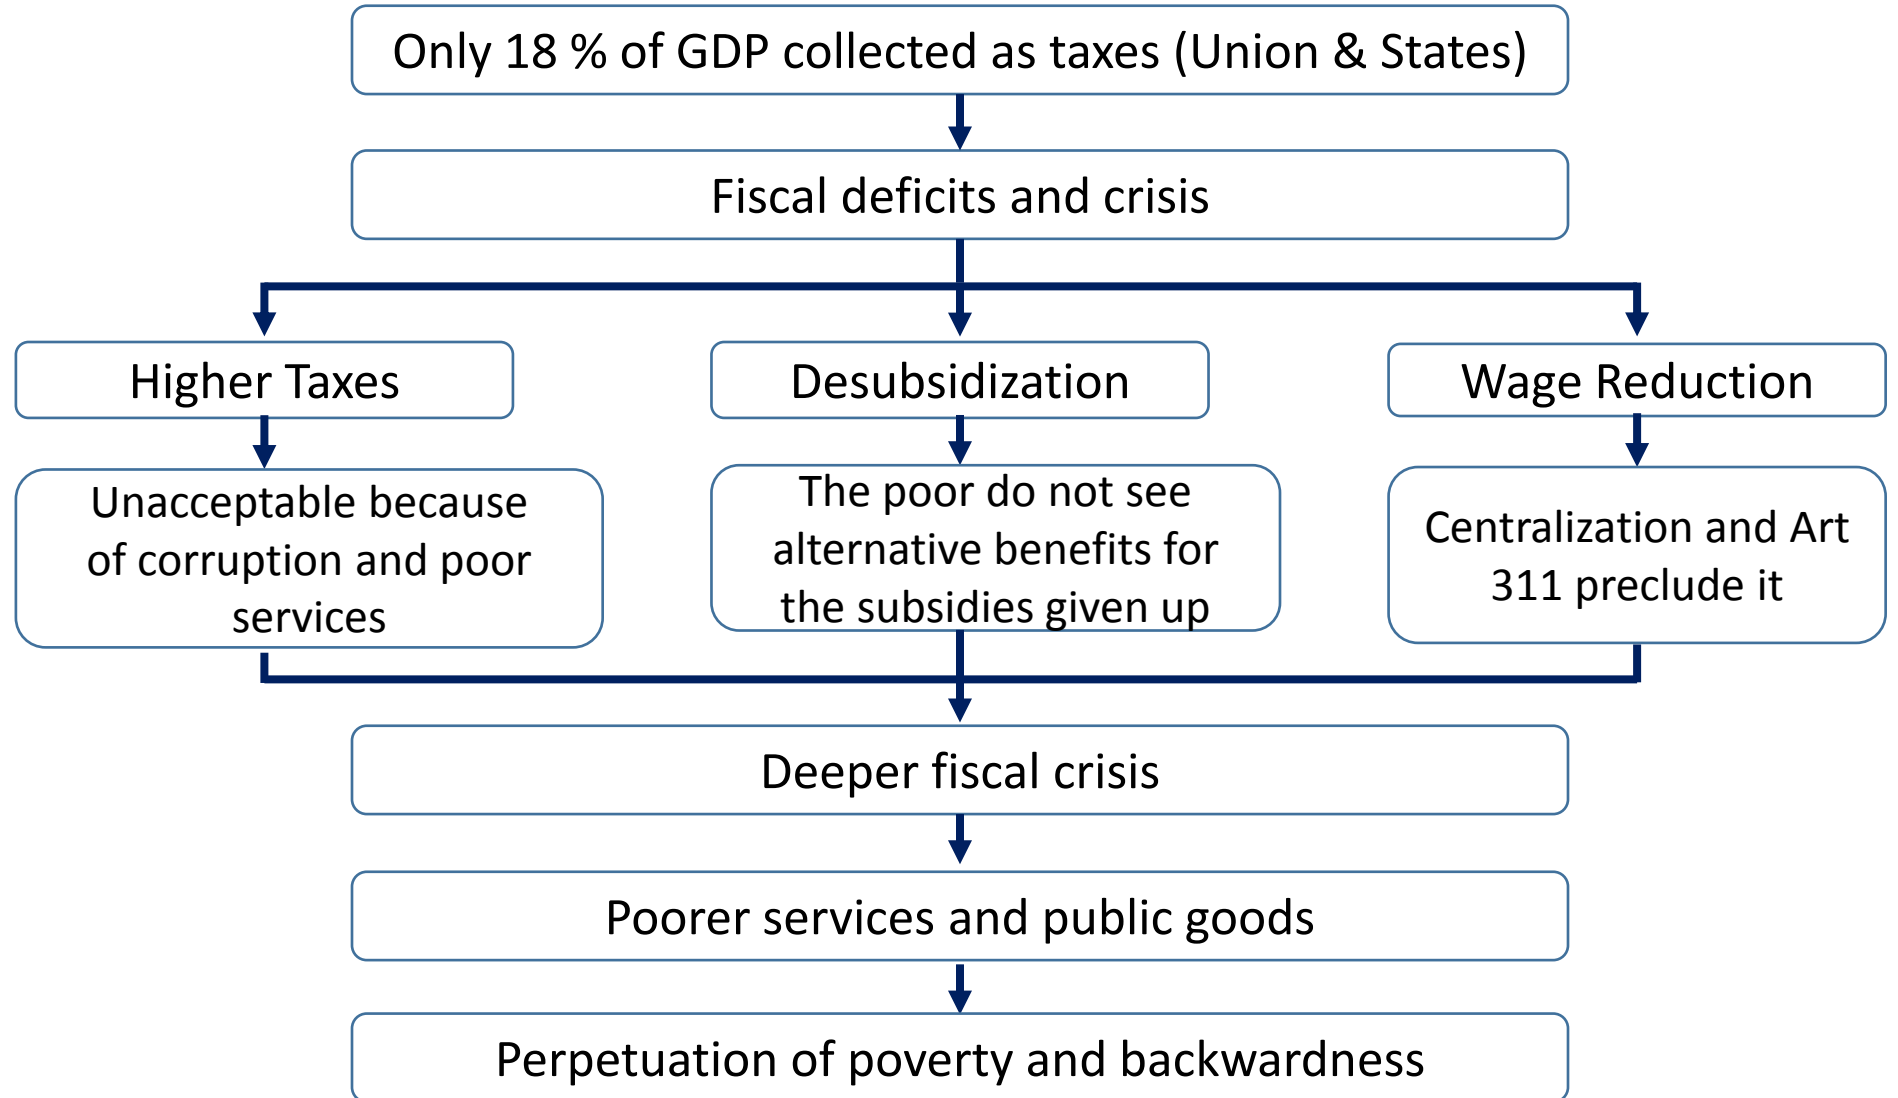 Only 18 % of GDP collected as taxes (Union & States)
Fiscal deficits and crisis
Higher Taxes
Desubsidization
Wage Reduction
Unacceptable because
of corruption and poor
services
The poor do not see
alternative benefits for
the subsidies given up
Centralization and Art
311 preclude it
Deeper fiscal crisis
Poorer services and public goods
Perpetuation of poverty and backwardness